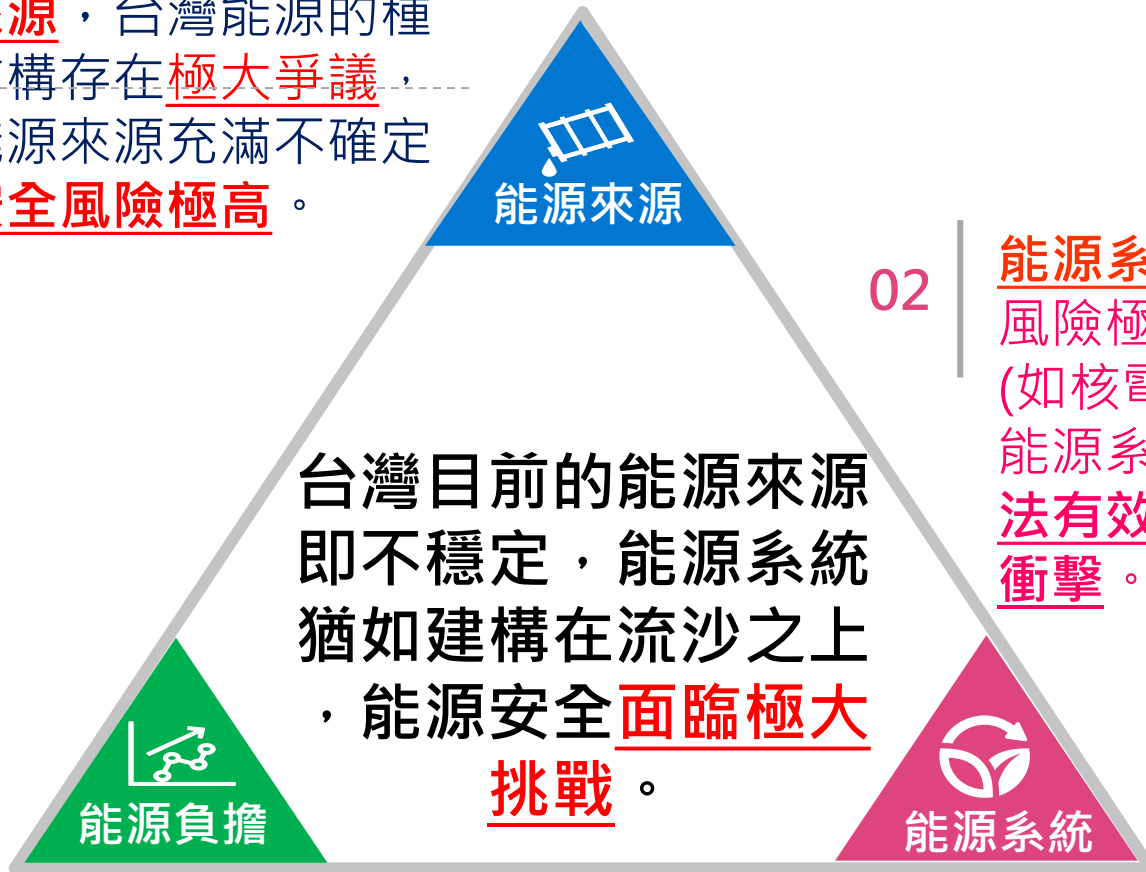 源，台灣能源的種
構存在極大爭議，
源來源充滿不確定
全風險極高。
能源來源
02
能源系
風險極
(如核電
能源系
法有效
衝擊。
台灣目前的能源來源
即不穩定，能源系統
猶如建構在流沙之上
，能源安全面臨極大
挑戰。
能源負擔
能源系統